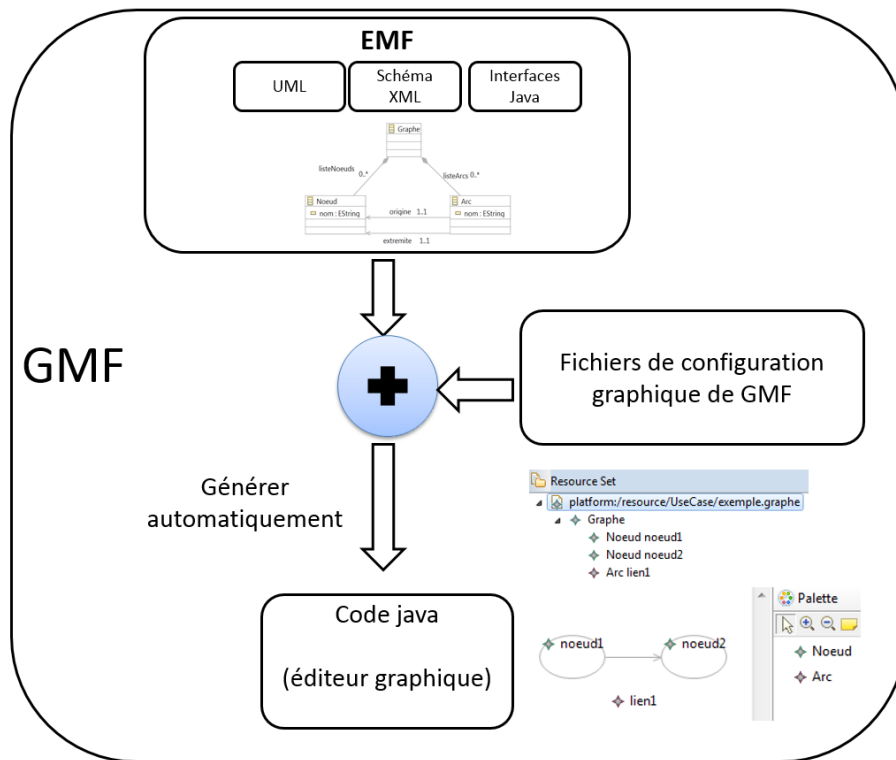 EMF
UML
Schéma
XML
Interfaces
Java
Graphe
listeNoeuds
0..*
listeArcs 0..*
Noeud
nom : EString
origine 1..1
Arc
nom : EString
extremite 1..1
GMF
Fichiers de configuration
graphique de GMF
Générer
automatiquement
Resource Set
platform:/resource/UseCase/exemple.graphe
Graphe
Noeud noeud1
Noeud noeud2
Arc lien1
Code java
(éditeur graphique)
noeud1
noeud2
lien1
Palette
Noeud
Arc